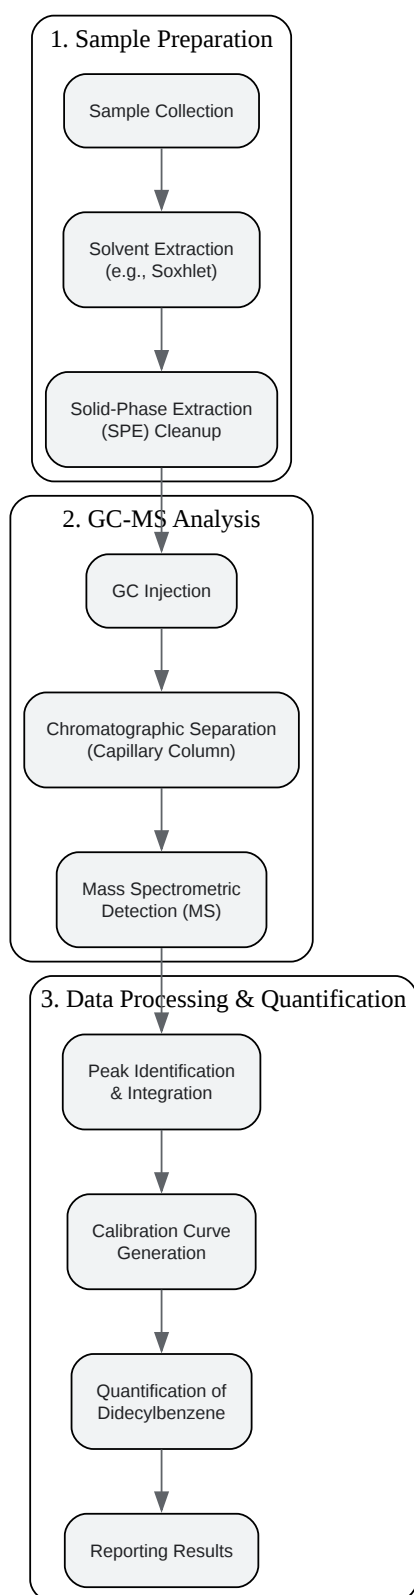 1. Sample Preparation
Sample Collection
Solvent Extraction
(e.g., Soxhlet)
Solid-Phase Extraction
(SPE) Cleanup
2. GC-MS Analysis
GC Injection
Chromatographic Separation
(Capillary Column)
Mass Spectrometric
Detection (MS)
3. Data Processing & Quantification
Peak Identification
& Integration
Calibration Curve
Generation
Quantification of
Didecylbenzene
Reporting Results